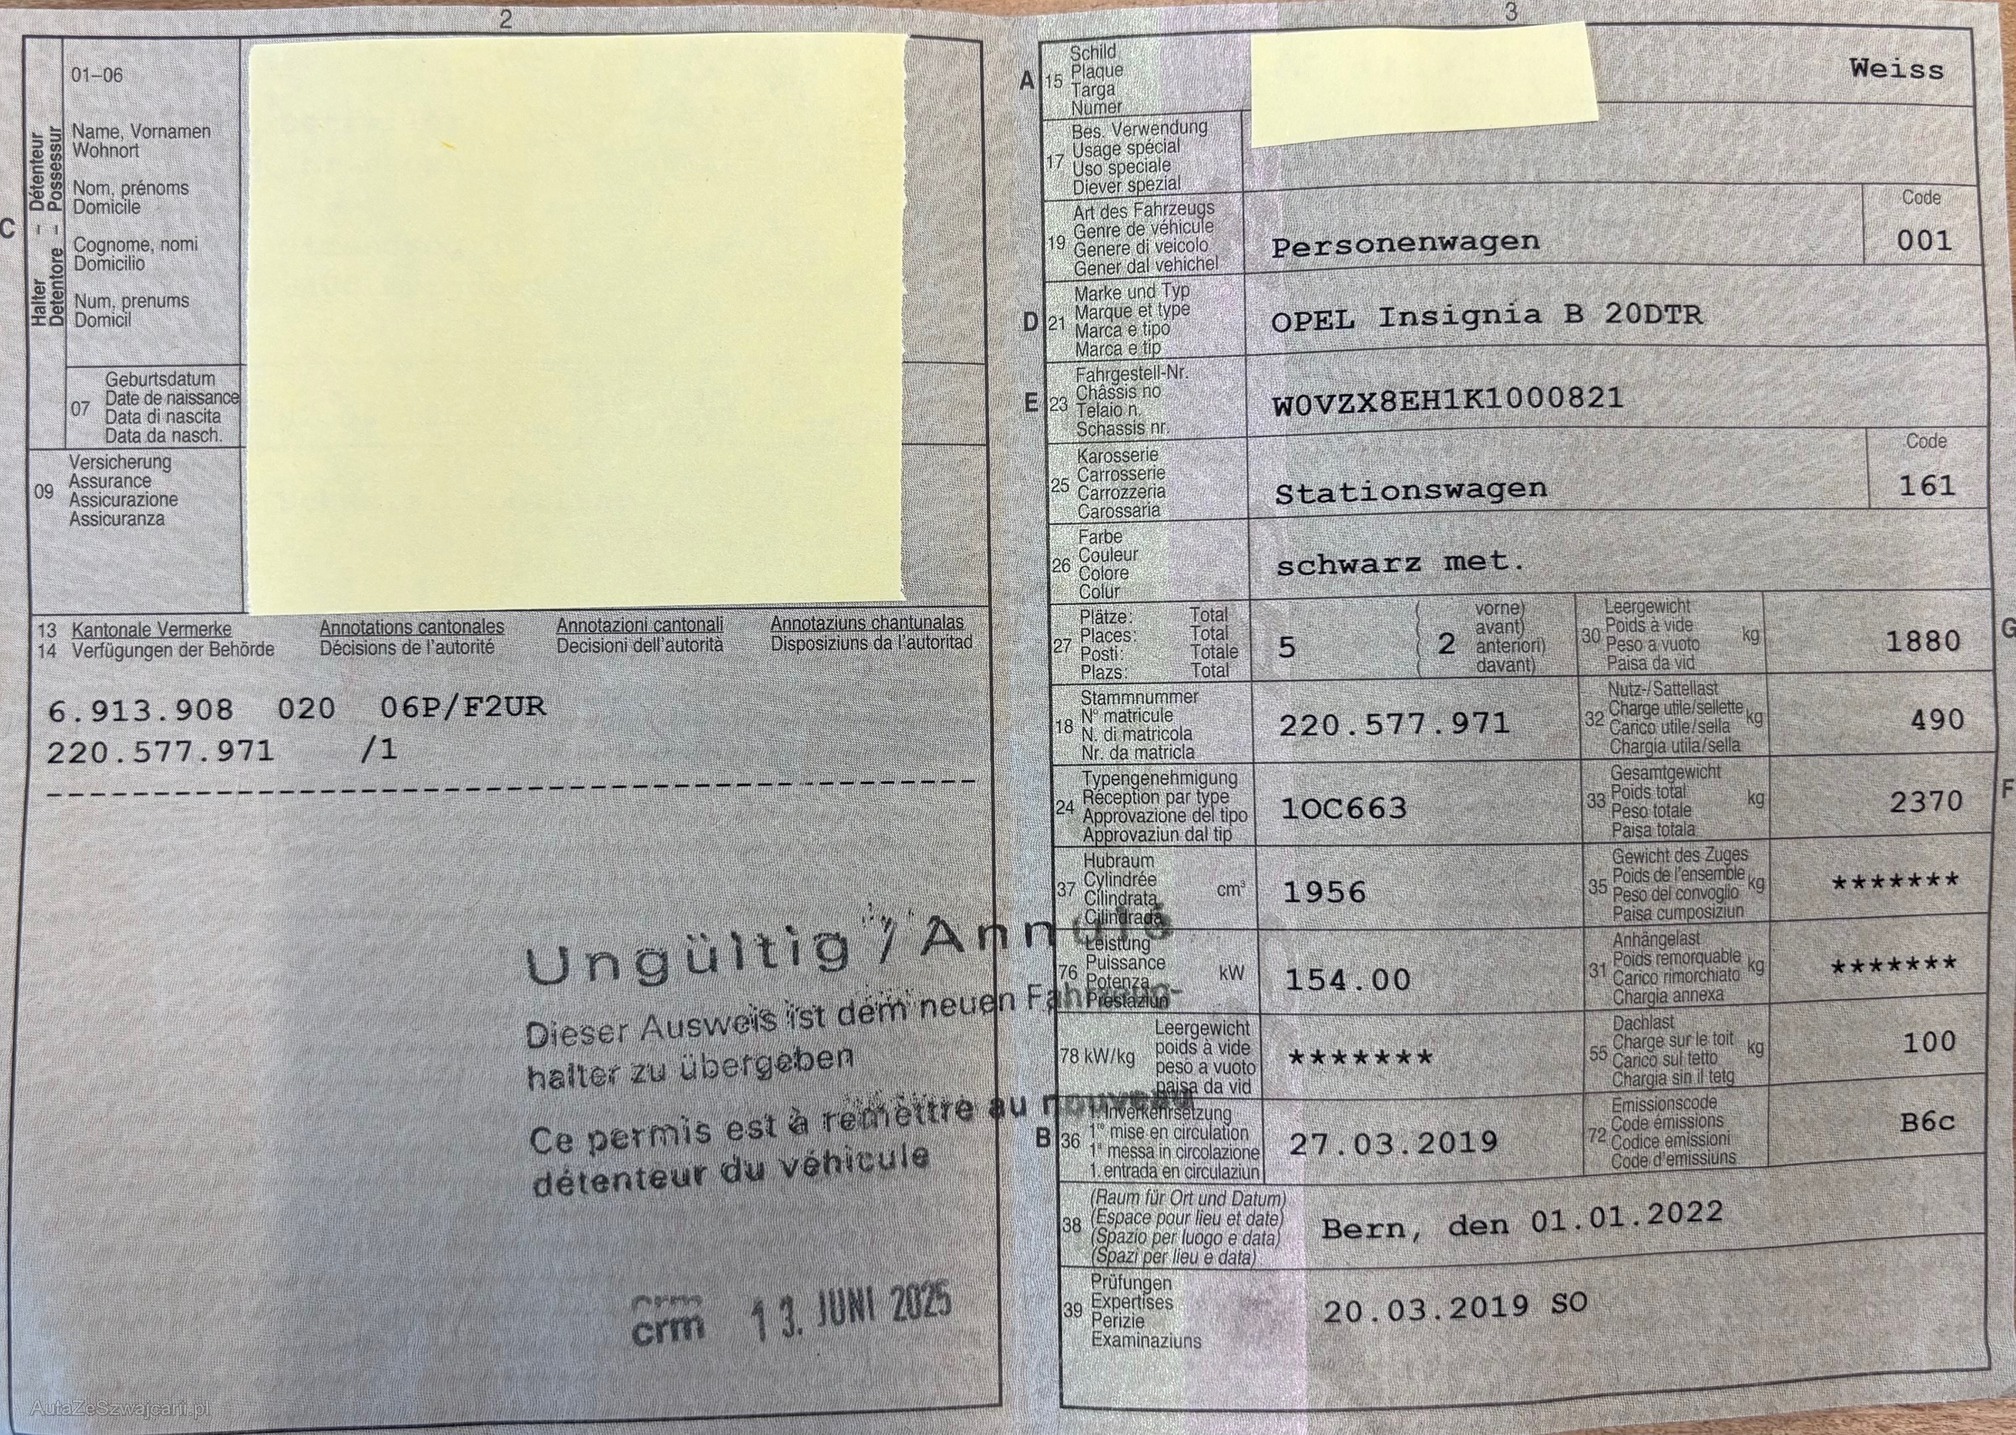 2
C
Halter – Détenteur
Detentore – Possessur
01–06
Name, Vornamen
Wohnort
Nom, prénoms
Domicile
Cognome, nomi
Domicilio
Num, prenums
Domicil
07
Geburtsdatum
Date de naissance
Data di nascita
Data da nasch.
09
Versicherung
Assurance
Assicurazione
Assicuranza
13 Kantonale Vermerke Annotations cantonales Annotazioni cantonali Annotaziuns chantunalas
14 Verfügungen der Behörde Décisions de l'autorité Decisioni dell'autorità Disposiziuns da l'autoritad
6.913.908 020 06P/F2UR
220.577.971 /1
Ungültig / Annulé
Dieser Ausweis ist dem neuen Fahrzeug-
halter zu übergeben
Ce permis est à remettre au nouveau
détenteur du véhicule
crm
crm 13. JUNI 2025
AutaZeSzwajcarii.pl
3
A 15
Schild
Plaque
Targa
Numer
Weiss
17
Bes. Verwendung
Usage spécial
Uso speciale
Diever spezial
19
Art des Fahrzeugs
Genre de véhicule
Genere di veicolo
Gener dal vehichel
Personenwagen
Code
001
D 21
Marke und Typ
Marque et type
Marca e tipo
Marca e tip
OPEL Insignia B 20DTR
E 23
Fahrgestell-Nr.
Châssis no
Telaio n.
Schassis nr.
W0VZX8EH1K1000821
25
Karosserie
Carrosserie
Carrozzeria
Carossaria
Stationswagen
Code
161
26
Farbe
Couleur
Colore
Colur
schwarz met.
27
Plätze: Total
Places: Total
Posti: Totale
Plazs: Total
5
2
vorne)
avant)
anteriori)
davant)
30
Leergewicht
Poids à vide
Peso a vuoto
Paisa da vid
kg
1880
G
18
Stammnummer
N° matricule
N. di matricola
Nr. da matricla
220.577.971
32
Nutz-/Sattellast
Charge utile/sellette
Carico utile/sella
Chargia utila/sella
kg
490
24
Typengenehmigung
Réception par type
Approvazione del tipo
Approvaziun dal tip
1OC663
33
Gesamtgewicht
Poids total
Peso totale
Paisa totala
kg
2370
F
37
Hubraum
Cylindrée
Cilindrata
Cilindrada
cm³
1956
35
Gewicht des Zuges
Poids de l'ensemble
Peso del convoglio
Paisa cumposiziun
kg
*******
76
Leistung
Puissance
Potenza
Prestaziun
kW
154.00
31
Anhängelast
Poids remorquable
Carico rimorchiato
Chargia annexa
kg
*******
78 kW/kg
Leergewicht
poids à vide
peso a vuoto
paisa da vid
*******
55
Dachlast
Charge sur le toit
Carico sul tetto
Chargia sin il tetg
kg
100
B 36
1. Inverkehrsetzung
1re mise en circulation
1a messa in circolazione
1. entrada en circulaziun
27.03.2019
72
Emissionscode
Code émissions
Codice emissioni
Code d'emissiuns
B6c
38
(Raum für Ort und Datum)
(Espace pour lieu et date)
(Spazio per luogo e data)
(Spazi per lieu e data)
Bern, den 01.01.2022
39
Prüfungen
Expertises
Perizie
Examinaziuns
20.03.2019 SO